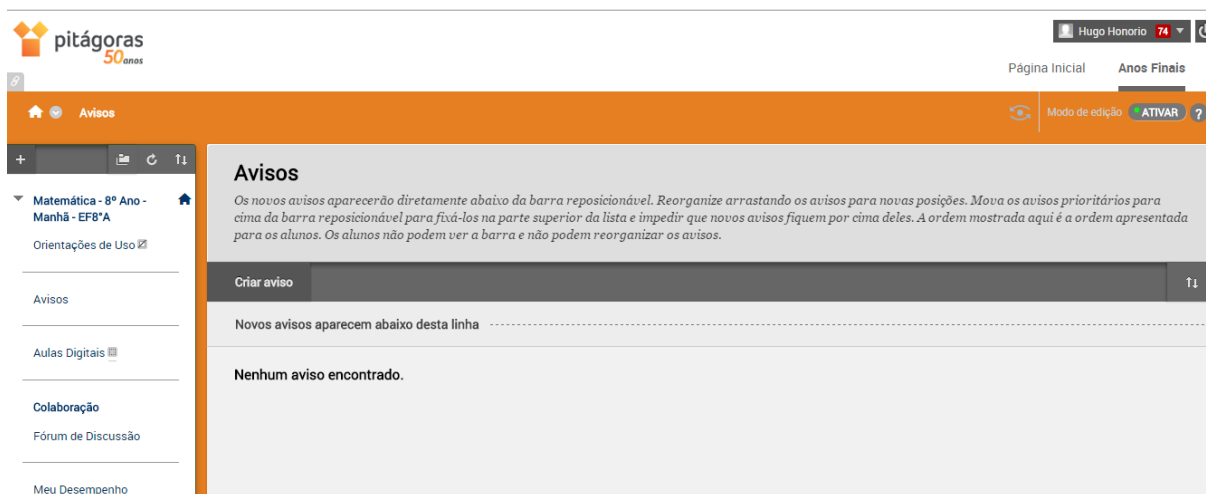 pitágoras
50anos
Hugo Honorio 74
Página Inicial Anos Finais
Avisos
Modo de edição ATIVAR ?
Avisos
Os novos avisos aparecerão diretamente abaixo da barra reposicionável. Reorganize arrastando os avisos para novas posições. Mova os avisos prioritários para
cima da barra reposicionável para fixá-los na parte superior da lista e impedir que novos avisos fiquem por cima deles. A ordem mostrada aqui é a ordem apresentada
para os alunos. Os alunos não podem ver a barra e não podem reorganizar os avisos.
Criar aviso
Novos avisos aparecem abaixo desta linha
Nenhum aviso encontrado.
Matemática - 8º Ano -
Manhã - EF8°A
Orientações de Uso
Avisos
Aulas Digitais
Colaboração
Fórum de Discussão
Meu Desempenho